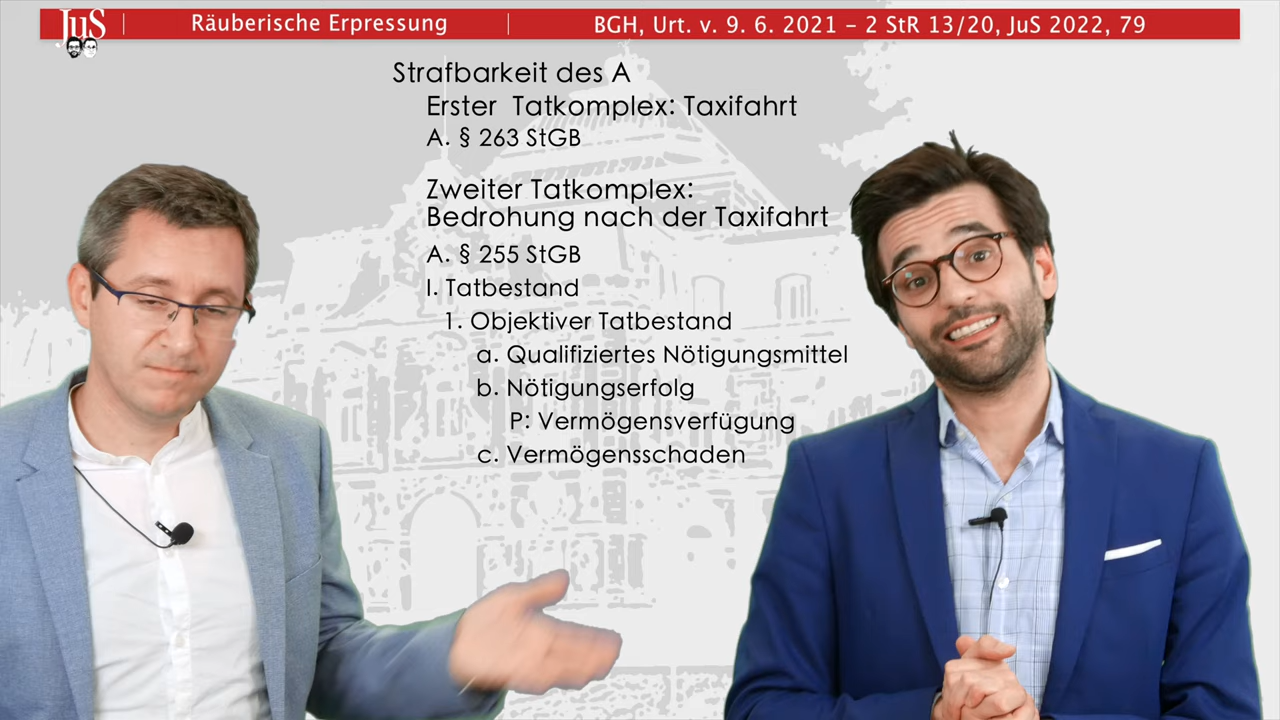 JuS
Räuberische Erpressung
BGH, Urt. v. 9. 6. 2021 – 2 StR 13/20, JuS 2022, 79
Strafbarkeit des A
Erster Tatkomplex: Taxifahrt
A. § 263 StGB
Zweiter Tatkomplex:
Bedrohung nach der Taxifahrt
A. § 255 StGB
I. Tatbestand
1. Objektiver Tatbestand
a. Qualifiziertes Nötigungsmittel
b. Nötigungserfolg
P: Vermögensverfügung
c. Vermögensschaden